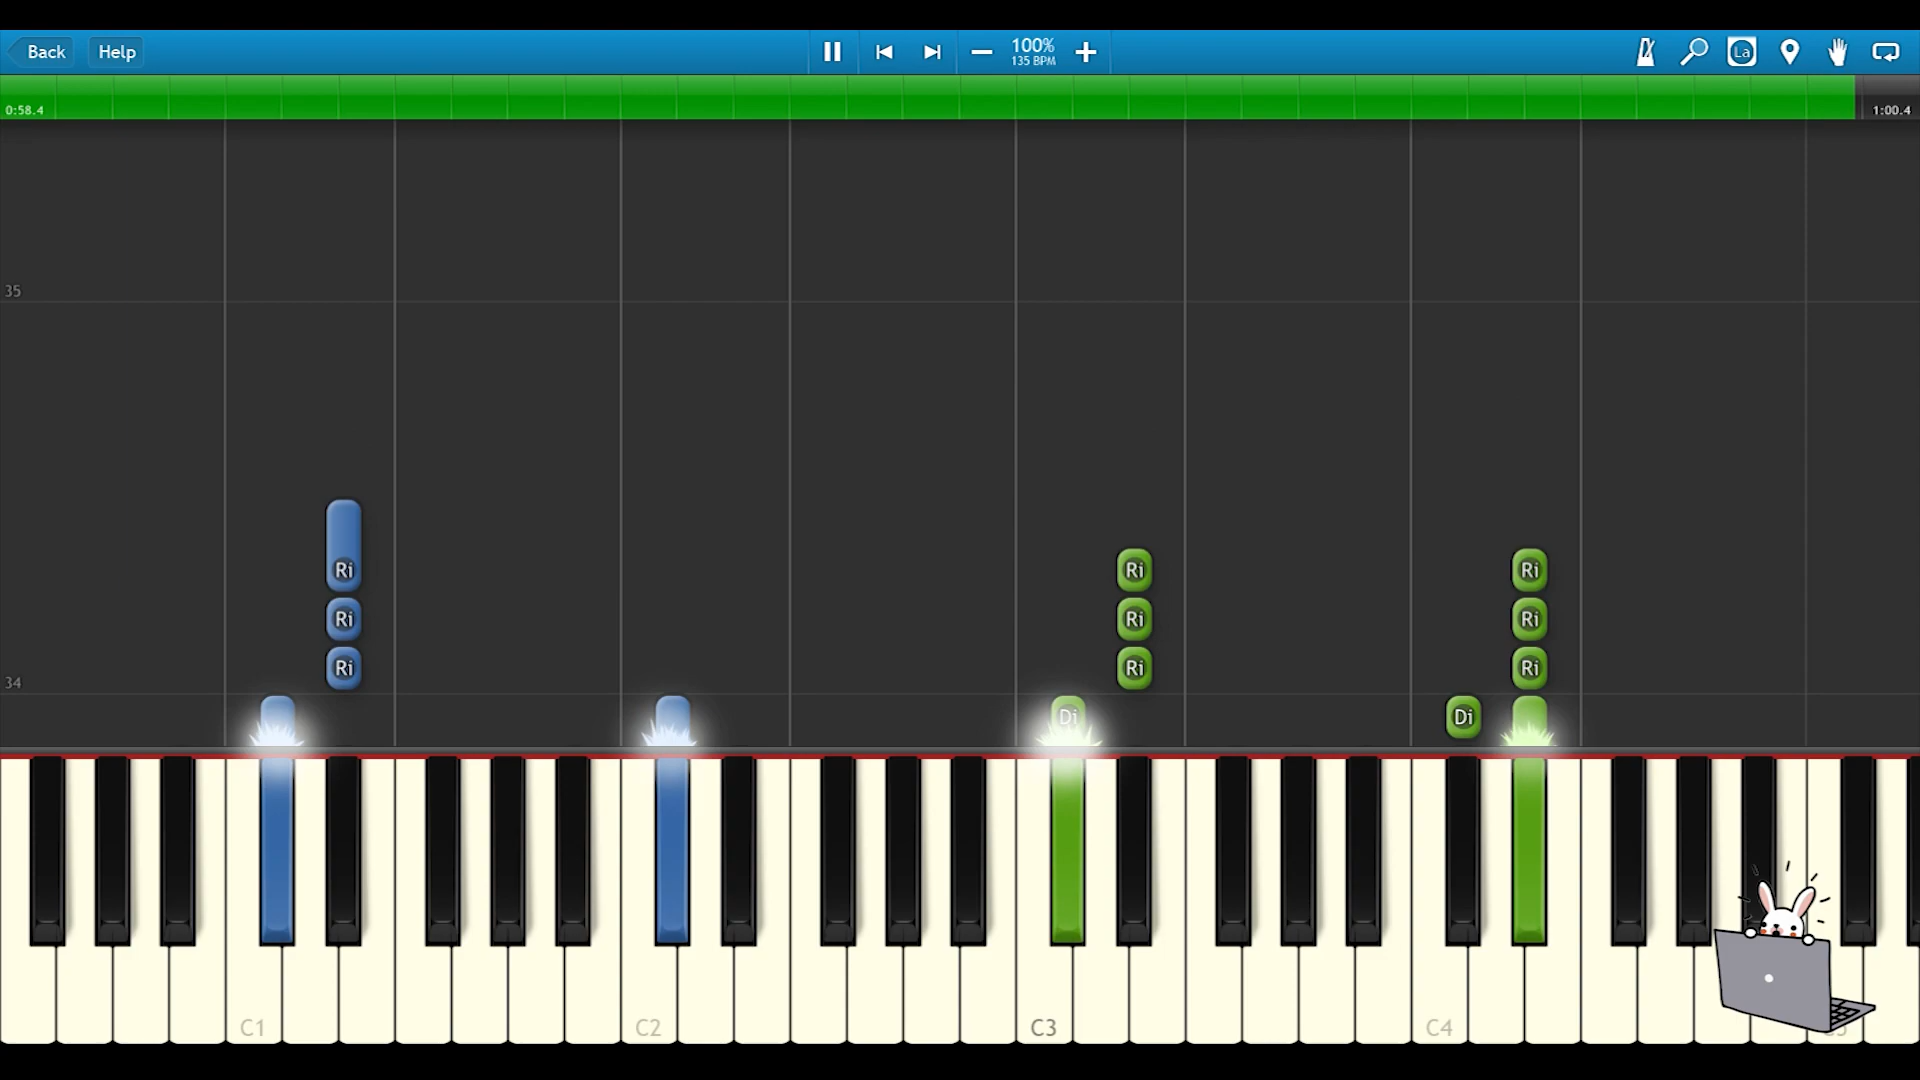 Back Help 100%
135 BPM
La
0:58.4 1:00.4
35
Ri Ri Ri
Ri Ri Ri
34 Ri Ri Ri
Di Di
C1 C2 C3 C4